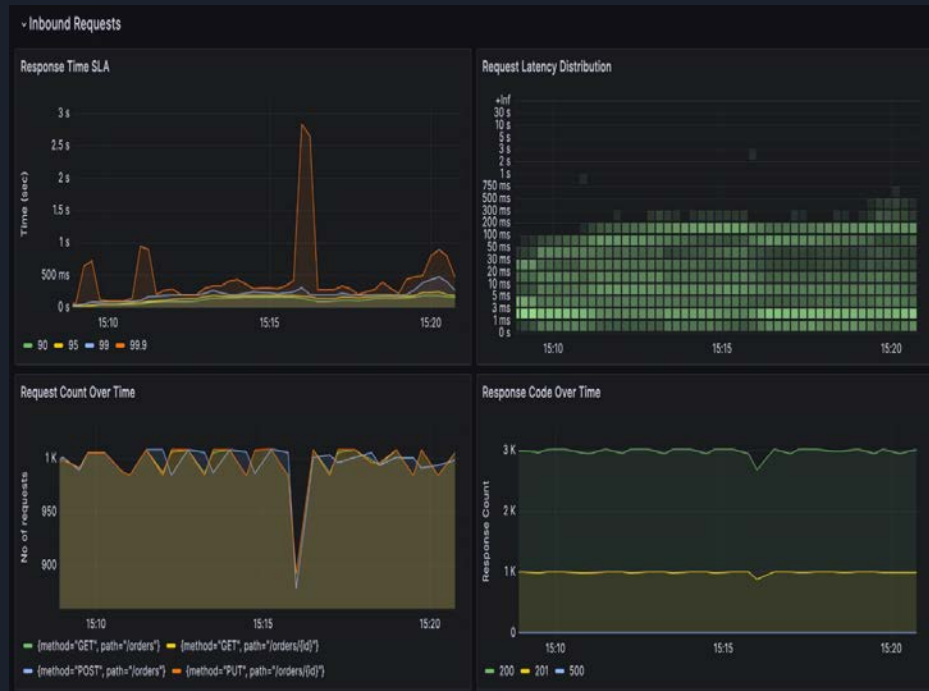 Inbound Requests
Response Time SLA
Time (sec)
3 s
2.5 s
2 s
1.5 s
1 s
500 ms
0 s
15:10 15:15 15:20
90 95 99 99.9
Request Latency Distribution
+Inf
30 s
10 s
5 s
3 s
2 s
1 s
750 ms
500 ms
300 ms
200 ms
100 ms
50 ms
30 ms
20 ms
10 ms
5 ms
3 ms
1 ms
0 s
15:10 15:15 15:20
Request Count Over Time
No of requests
1 K
950
900
15:10 15:15 15:20
{method="GET", path="/orders"} {method="GET", path="/orders/{id}"}
{method="POST", path="/orders"} {method="PUT", path="/orders/{id}"}
Response Code Over Time
Response Count
3 K
2 K
1 K
0
15:10 15:15 15:20
200 201 500